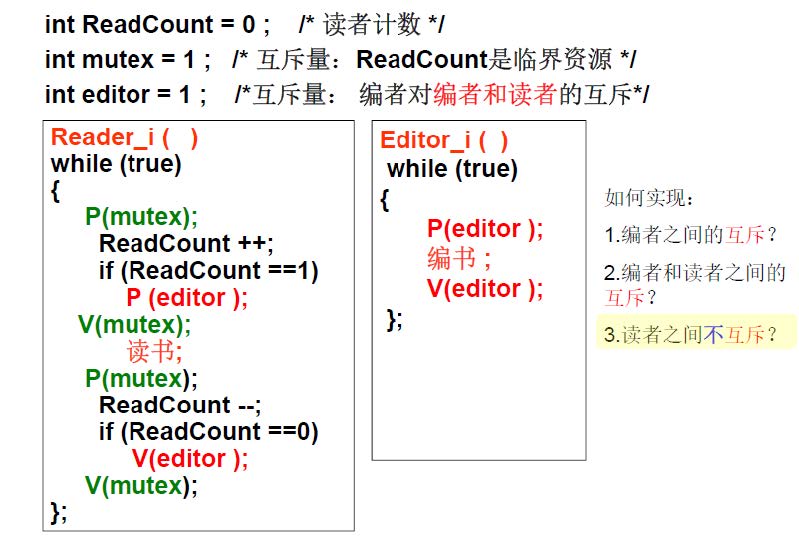 int ReadCount = 0 ; /* 读者计数 */
int mutex = 1 ; /* 互斥量：ReadCount是临界资源 */
int editor = 1 ; /*互斥量： 编者对编者和读者的互斥*/
Reader_i ( )
while (true)
{
P(mutex);
ReadCount ++;
if (ReadCount ==1)
P (editor );
V(mutex);
读书;
P(mutex);
ReadCount --;
if (ReadCount ==0)
V(editor );
V(mutex);
};
Editor_i ( )
while (true)
{
P(editor );
编书 ;
V(editor );
};
如何实现：
1.编者之间的互斥？
2.编者和读者之间的
互斥？
3.读者之间不互斥？